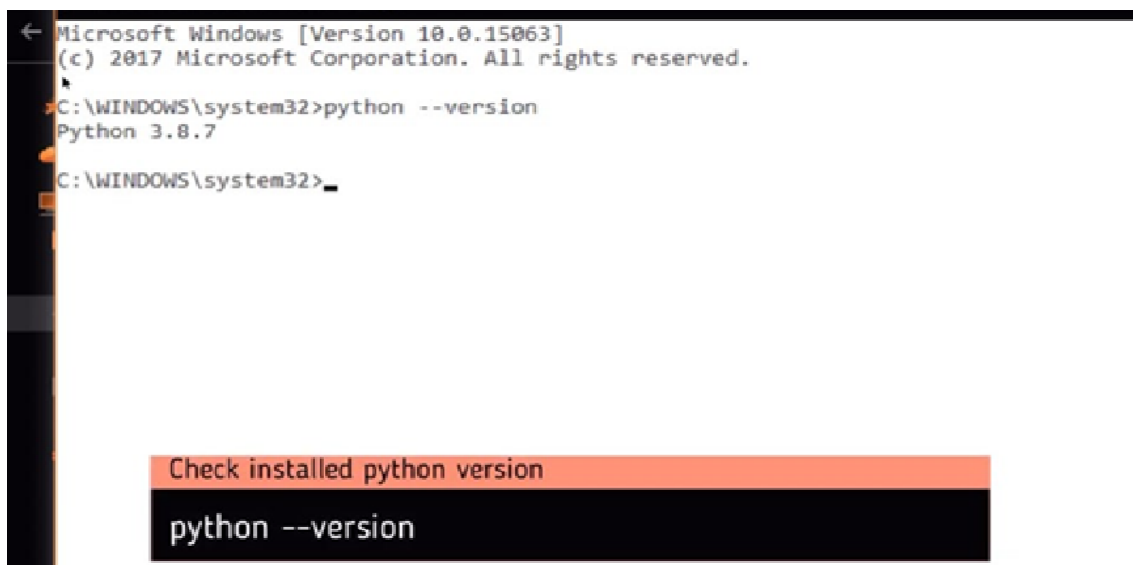 Microsoft Windows [Version 10.0.15063]
(c) 2017 Microsoft Corporation. All rights reserved.
C:\WINDOWS\system32>python --version
Python 3.8.7
C:\WINDOWS\system32>
Check installed python version
python --version